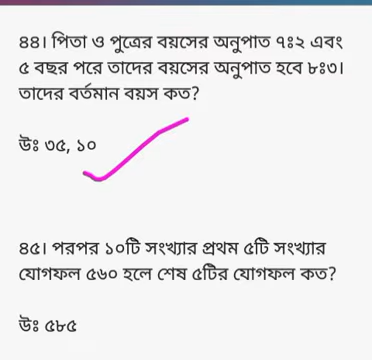 ৪৪। পিতা ও পুত্রের বয়সের অনুপাত ৭ঃ২ এবং
৫ বছর পরে তাদের বয়সের অনুপাত হবে ৮ঃ৩।
তাদের বর্তমান বয়স কত?
উঃ ৩৫, ১০
৪৫। পরপর ১০টি সংখ্যার প্রথম ৫টি সংখ্যার
যোগফল ৫৬০ হলে শেষ ৫টির যোগফল কত?
উঃ ৫৮৫